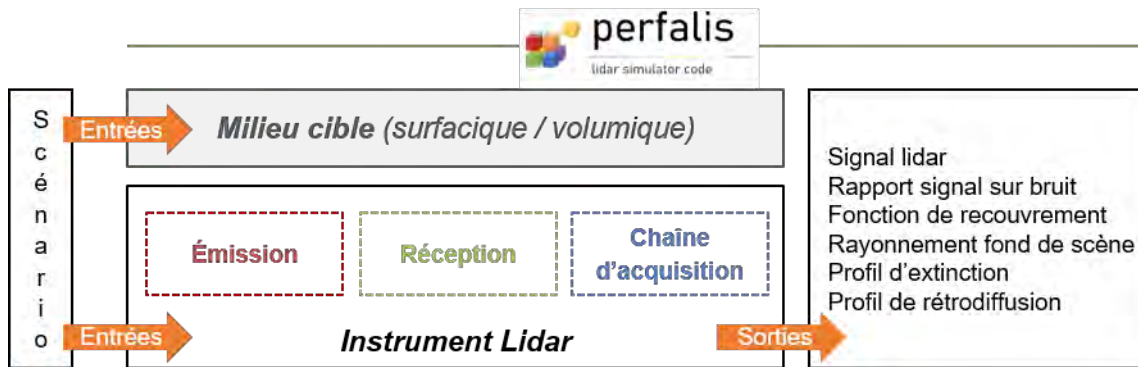 perfalis
lidar simulator code
Scénario
Entrées
Milieu cible (surfacique / volumique)
Émission
Réception
Chaîne
d'acquisition
Entrées
Instrument Lidar
Sorties
Signal lidar
Rapport signal sur bruit
Fonction de recouvrement
Rayonnement fond de scène
Profil d'extinction
Profil de rétrodiffusion